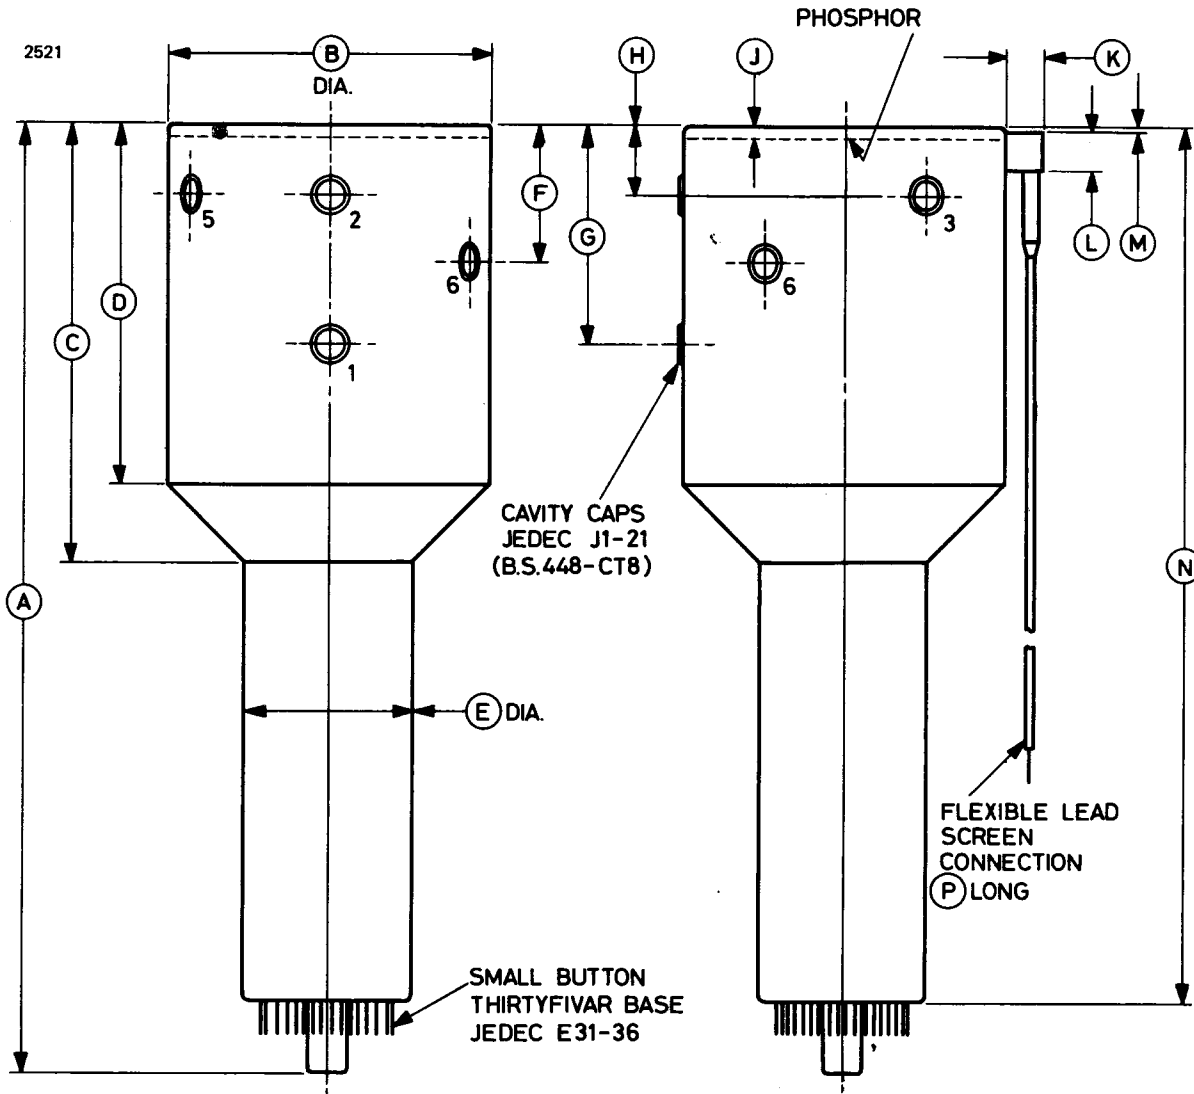 2521
B
DIA.
H
J
PHOSPHOR
K
5
2
6
1
F
G
D
C
3
6
L
M
CAVITY CAPS
JEDEC J1-21
(B.S.448-CT8)
A
N
E DIA.
FLEXIBLE LEAD
SCREEN
CONNECTION
P LONG
SMALL BUTTON
THIRTYFIVAR BASE
JEDEC E31-36